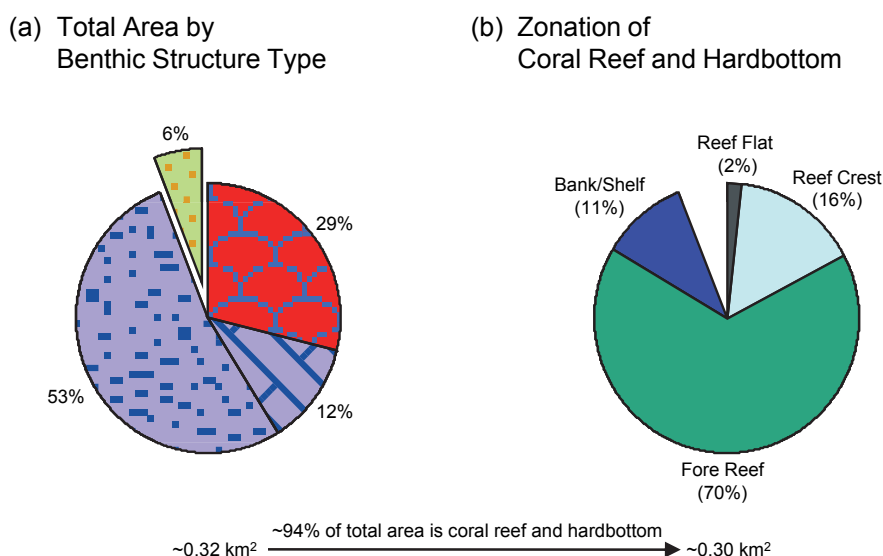 (a) Total Area by
Benthic Structure Type
(b) Zonation of
Coral Reef and Hardbottom
6%
29%
53%
12%
Reef Flat
(2%)
Bank/Shelf
(11%)
Reef Crest
(16%)
Fore Reef
(70%)
~94% of total area is coral reef and hardbottom
~0.32 km²
~0.30 km²